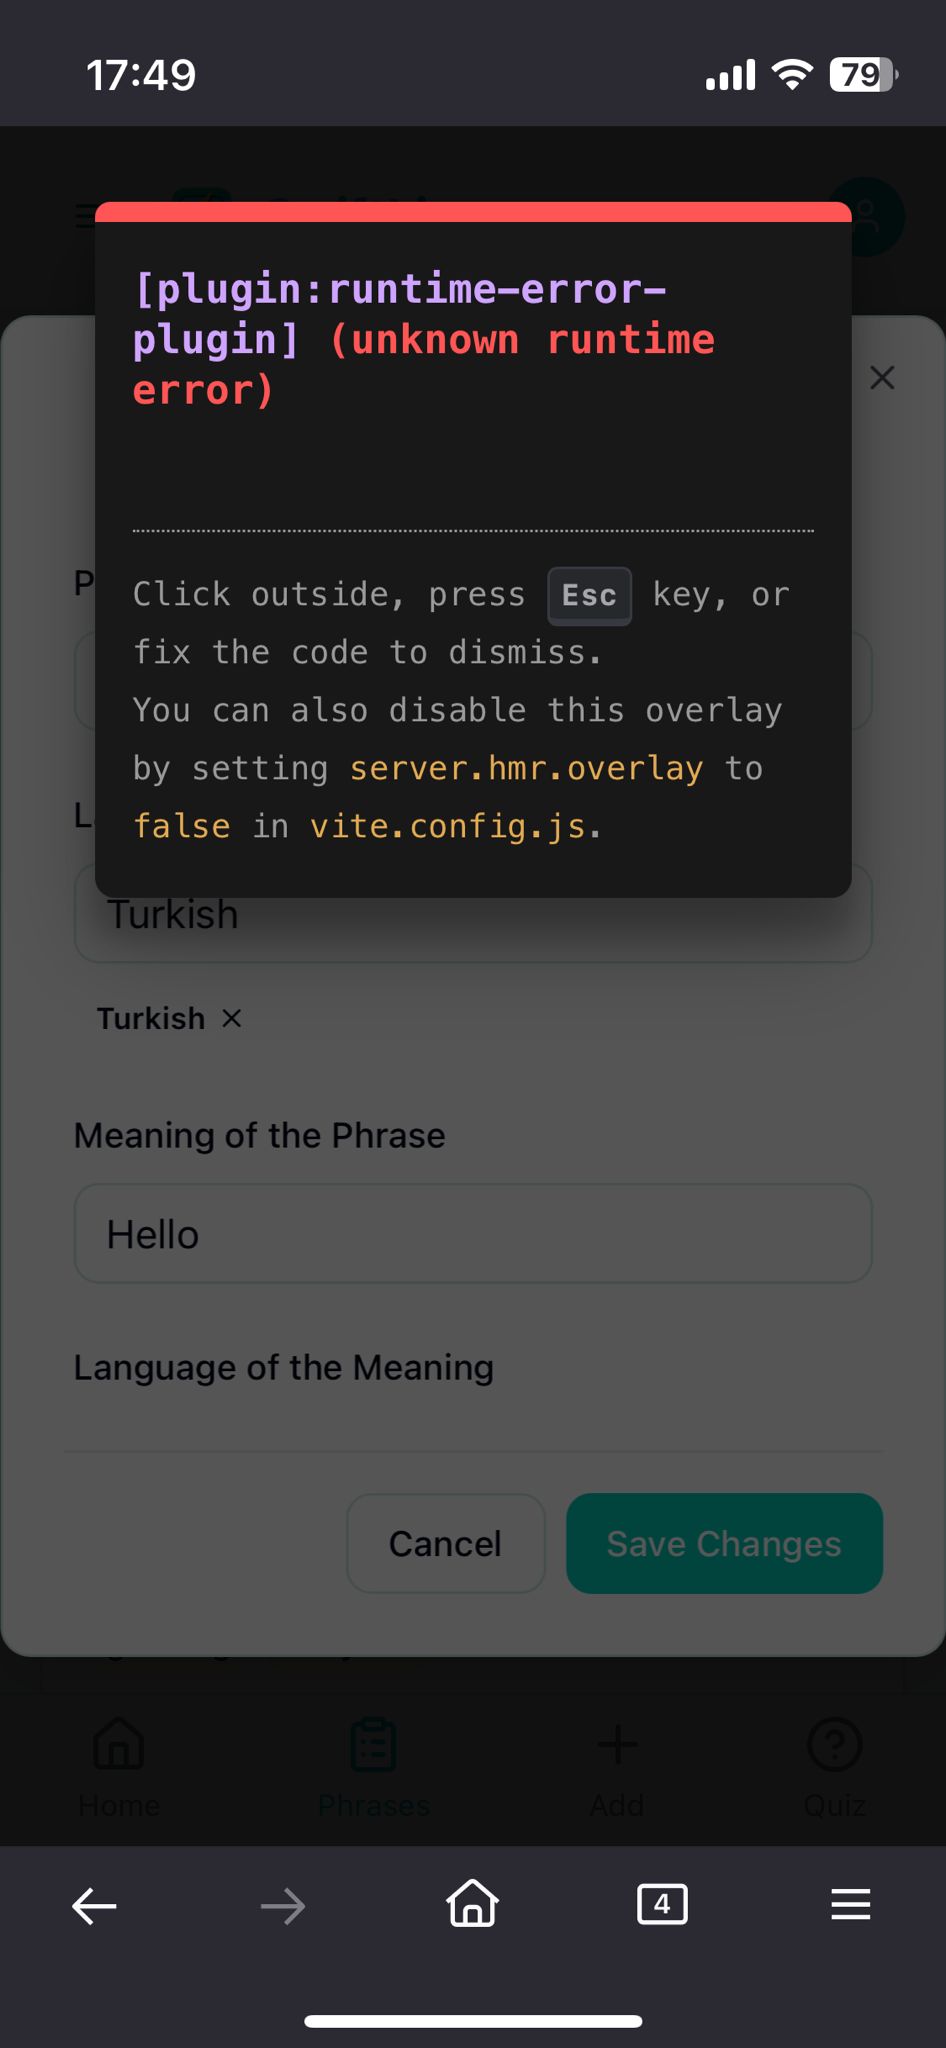 17:49
79
[plugin:runtime-error-
plugin] (unknown runtime
error)
Click outside, press Esc key, or
fix the code to dismiss.
You can also disable this overlay
by setting server.hmr.overlay to
false in vite.config.js.
Turkish
Turkish
Meaning of the Phrase
Hello
Language of the Meaning
Cancel
Save Changes
Home
Phrases
Add
Quiz
4